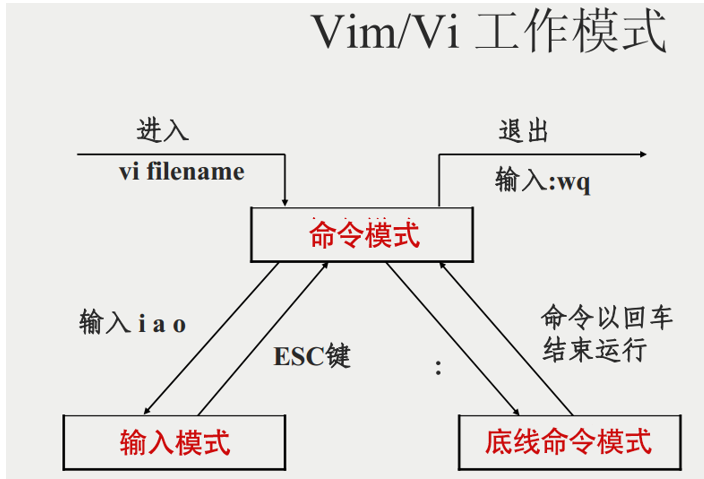 Vim/Vi 工作模式
进入
vi filename
退出
输入:wq
命令模式
输入 i a o
ESC键
:
命令以回车
结束运行
输入模式
底线命令模式